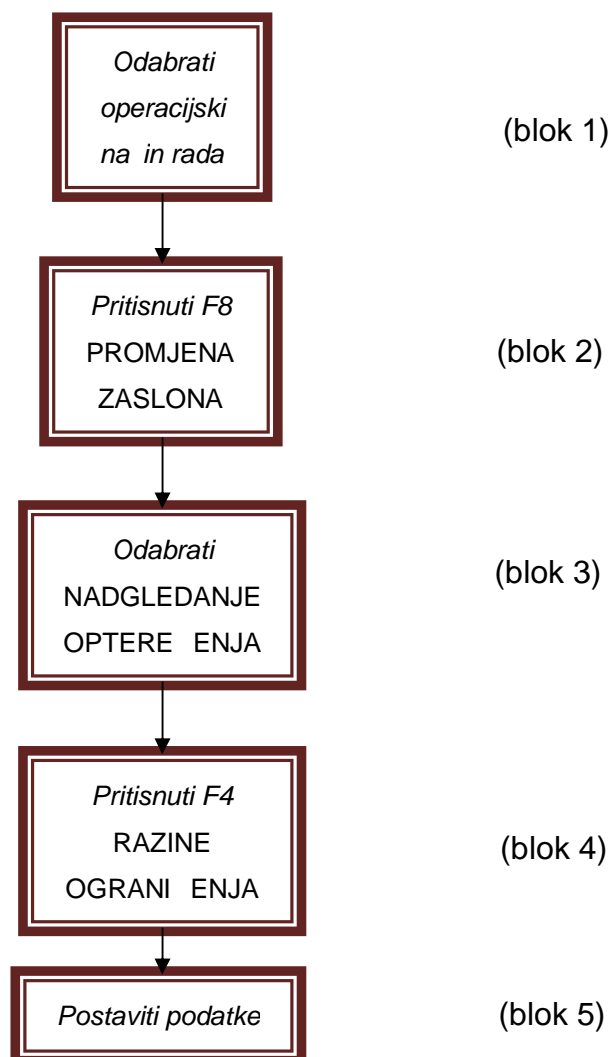 Odabrati
operacijski
na in rada
(blok 1)
Pritisnuti F8
PROMJENA
ZASLONA
(blok 2)
Odabrati
NADGLEDANJE
OPTERE ENJA
(blok 3)
Pritisnuti F4
RAZINE
OGRANI ENJA
(blok 4)
Postaviti podatke
(blok 5)